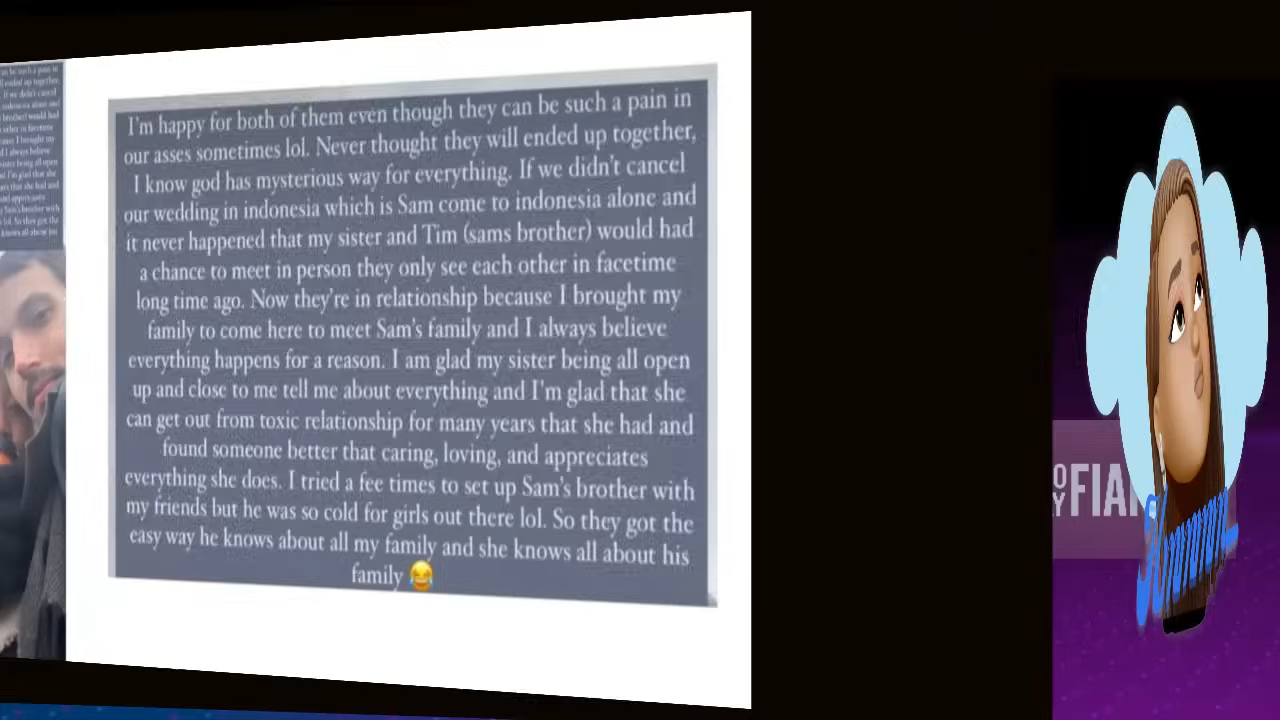 I'm happy for both of them even though they can be such a pain in
our asses sometimes lol. Never thought they will ended up together,
I know god has mysterious way for everything. If we didn't cancel
our wedding in indonesia which is Sam come to indonesia alone and
it never happened that my sister and Tim (sams brother) would had
a chance to meet in person they only see each other in facetime
long time ago. Now they're in relationship because I brought my
family to come here to meet Sam's family and I always believe
everything happens for a reason. I am glad my sister being all open
up and close to me tell me about everything and I'm glad that she
can get out from toxic relationship for many years that she had and
found someone better that caring, loving, and appreciates
everything she does. I tried a fee times to set up Sam's brother with
my friends but he was so cold for girls out there lol. So they got the
easy way he knows about all my family and she knows all about his
family 😂